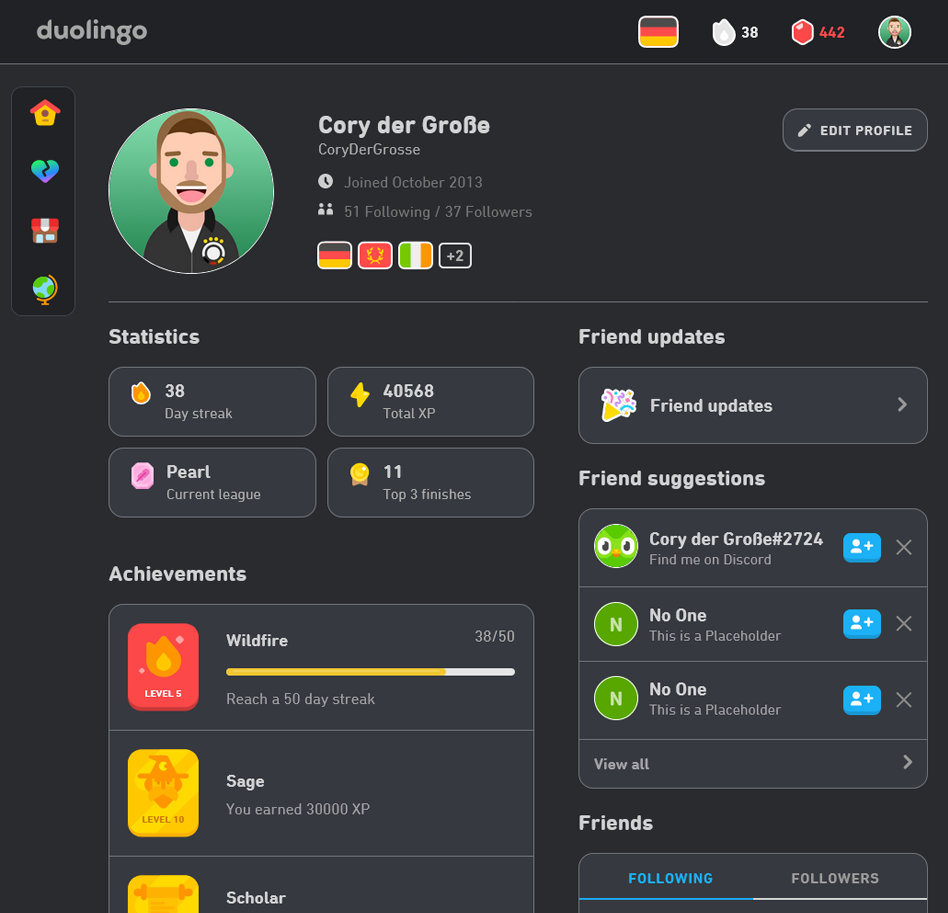 duolingo
38
442
Cory der Große
CoryDerGrosse
Joined October 2013
51 Following / 37 Followers
+2
EDIT PROFILE
Statistics
38
Day streak
40568
Total XP
Pearl
Current league
11
Top 3 finishes
Achievements
Wildfire
38/50
LEVEL 5
Reach a 50 day streak
Sage
You earned 30000 XP
LEVEL 10
Scholar
Friend updates
Friend updates
Friend suggestions
Cory der Große#2724
Find me on Discord
N
No One
This is a Placeholder
N
No One
This is a Placeholder
View all
Friends
FOLLOWING
FOLLOWERS